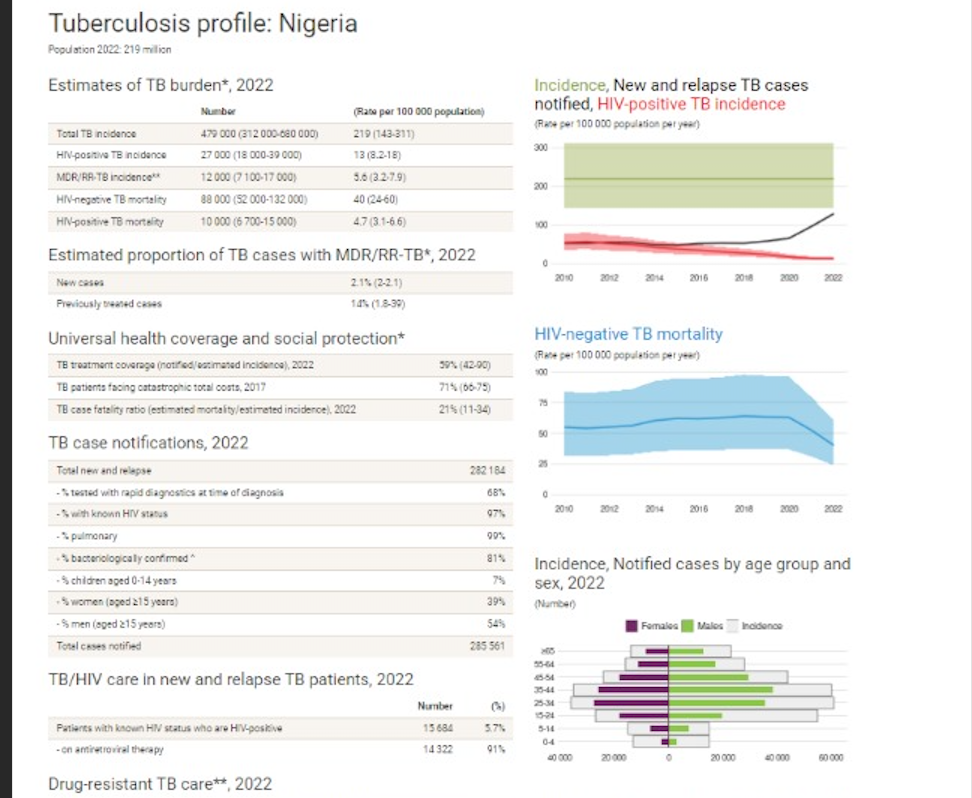 Tuberculosis profile: Nigeria
Population 2022: 219 million
Estimates of TB burden*, 2022
Number (Rate per 100 000 population)
Total TB incidence 479 000 (312 000-680 000) 219 (143-311)
HIV-positive TB incidence 27 000 (18 000-39 000) 13 (8.2-18)
MDR/RR-TB incidence** 12 000 (7 100-17 000) 5.6 (3.2-7.9)
HIV-negative TB mortality 88 000 (52 000-132 000) 40 (24-60)
HIV-positive TB mortality 10 000 (6 700-15 000) 4.7 (3.1-6.6)
Estimated proportion of TB cases with MDR/RR-TB*, 2022
New cases 2.1% (2-2.1)
Previously treated cases 14% (1.8-39)
Universal health coverage and social protection*
TB treatment coverage (notified/estimated incidence), 2022 59% (42-90)
TB patients facing catastrophic total costs, 2017 71% (66-75)
TB case fatality ratio (estimated mortality/estimated incidence), 2022 21% (11-34)
TB case notifications, 2022
Total new and relapse 282 184
- % tested with rapid diagnostics at time of diagnosis 68%
- % with known HIV status 97%
- % pulmonary 99%
- % bacteriologically confirmed ^ 81%
- % children aged 0-14 years 7%
- % women (aged ≥15 years) 39%
- % men (aged ≥15 years) 54%
Total cases notified 285 561
TB/HIV care in new and relapse TB patients, 2022
Number (%)
Patients with known HIV status who are HIV-positive 15 684 5.7%
- on antiretroviral therapy 14 322 91%
Drug-resistant TB care**, 2022
Incidence, New and relapse TB cases
notified, HIV-positive TB incidence
(Rate per 100 000 population per year)
300
200
100
0
2010 2012 2014 2016 2018 2020 2022
HIV-negative TB mortality
(Rate per 100 000 population per year)
100
75
50
25
0
2010 2012 2014 2016 2018 2020 2022
Incidence, Notified cases by age group and
sex, 2022
(Number)
Females Males Incidence
≥65
55-64
45-54
35-44
25-34
15-24
5-14
0-4
40 000 20 000 0 20 000 40 000 60 000